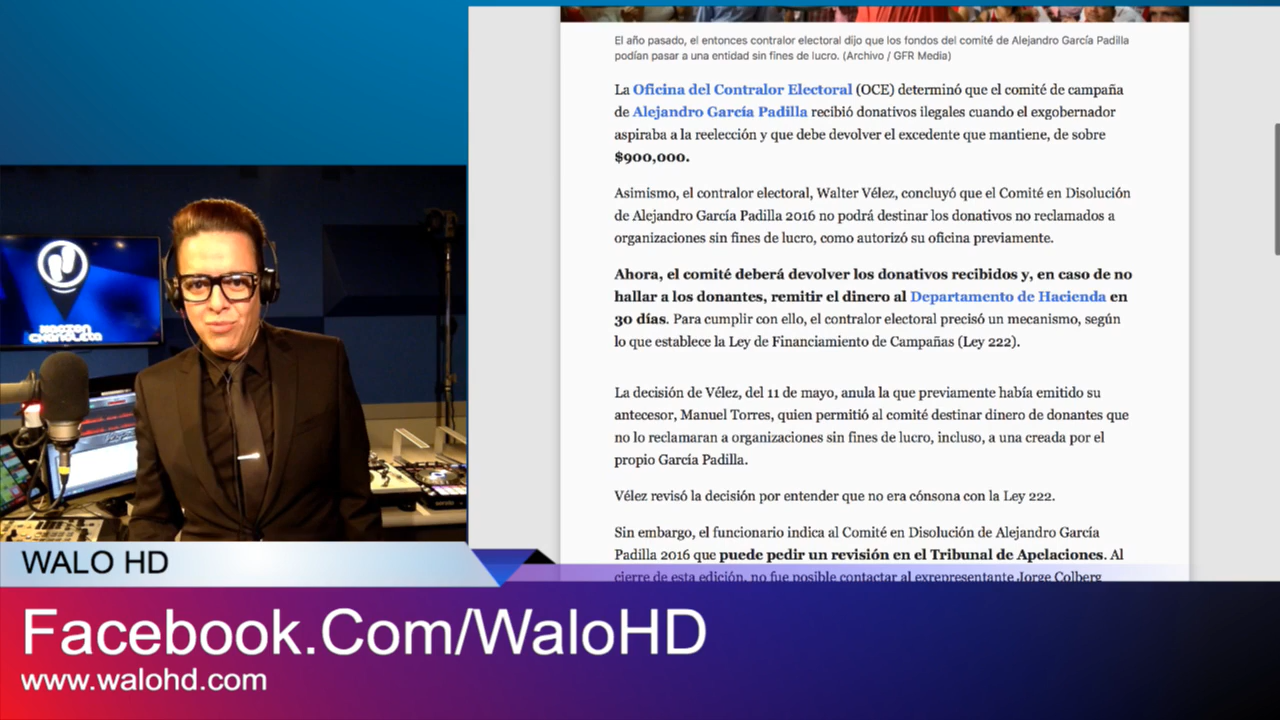 El año pasado, el entonces contralor electoral dijo que los fondos del comité de Alejandro García Padilla
podían pasar a una entidad sin fines de lucro. (Archivo / GFR Media)
La Oficina del Contralor Electoral (OCE) determinó que el comité de campaña
de Alejandro García Padilla recibió donativos ilegales cuando el exgobernador
aspiraba a la reelección y que debe devolver el excedente que mantiene, de sobre
$900,000.
Asimismo, el contralor electoral, Walter Vélez, concluyó que el Comité en Disolución
de Alejandro García Padilla 2016 no podrá destinar los donativos no reclamados a
organizaciones sin fines de lucro, como autorizó su oficina previamente.
Ahora, el comité deberá devolver los donativos recibidos y, en caso de no
hallar a los donantes, remitir el dinero al Departamento de Hacienda en
30 días. Para cumplir con ello, el contralor electoral precisó un mecanismo, según
lo que establece la Ley de Financiamiento de Campañas (Ley 222).
La decisión de Vélez, del 11 de mayo, anula la que previamente había emitido su
antecesor, Manuel Torres, quien permitió al comité destinar dinero de donantes que
no lo reclamaran a organizaciones sin fines de lucro, incluso, a una creada por el
propio García Padilla.
Vélez revisó la decisión por entender que no era cónsona con la Ley 222.
Sin embargo, el funcionario indica al Comité en Disolución de Alejandro García
Padilla 2016 que puede pedir un revisión en el Tribunal de Apelaciones. Al
cierre de esta edición, no fue posible contactar al exrepresentante Jorge Colberg
WALO HD
Facebook.Com/WaloHD
www.walohd.com